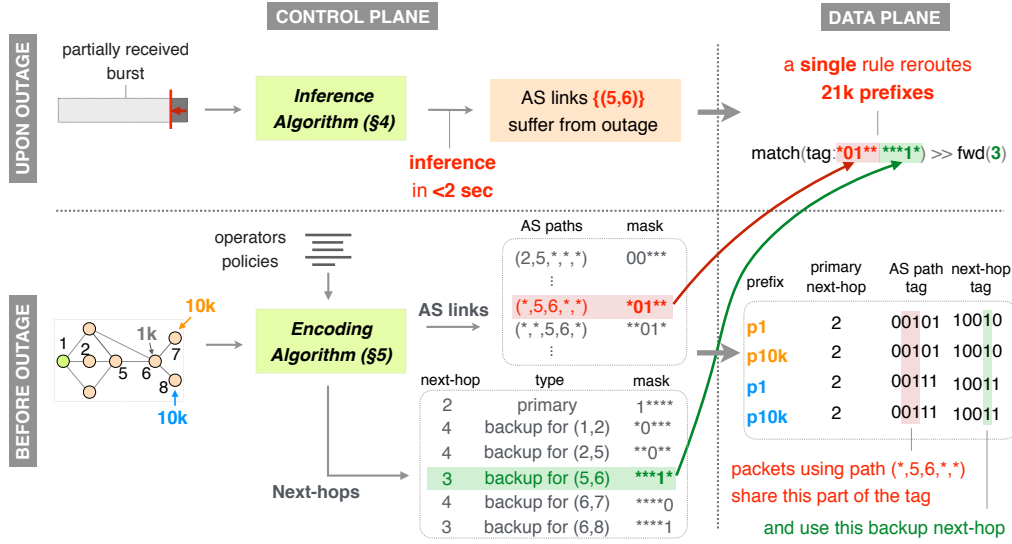 CONTROL PLANE
DATA PLANE
UPON OUTAGE
partially received
burst
Inference
Algorithm (§4)
AS links {(5,6)}
suffer from outage
inference
in <2 sec
a single rule reroutes
21k prefixes
match(tag:*01** ***1*) >> fwd(3)
BEFORE OUTAGE
operators
policies
10k
1k
1
2
5
6
7
8
10k
Encoding
Algorithm (§5)
AS links
Next-hops
AS paths mask
(2,5,*,*,*) 00***
⋮
(*,5,6,*,*) *01**
(*,*,5,6,*) **01*
⋮
next-hop type mask
2 primary 1****
4 backup for (1,2) *0***
4 backup for (2,5) **0**
3 backup for (5,6) ***1*
4 backup for (6,7) ****0
3 backup for (6,8) ****1
prefix primary next-hop AS path tag next-hop tag
p1 2 00101 10010
p10k 2 00101 10010
p1 2 00111 10011
p10k 2 00111 10011
packets using path (*,5,6,*,*)
share this part of the tag
and use this backup next-hop